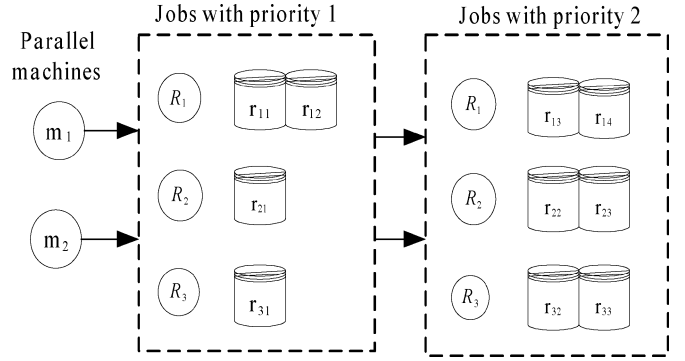 Jobs with priority 1
Jobs with priority 2
Parallel
machines
m1
m2
R1
r11 r12
R2
r21
R3
r31
R1
r13 r14
R2
r22 r23
R3
r32 r33